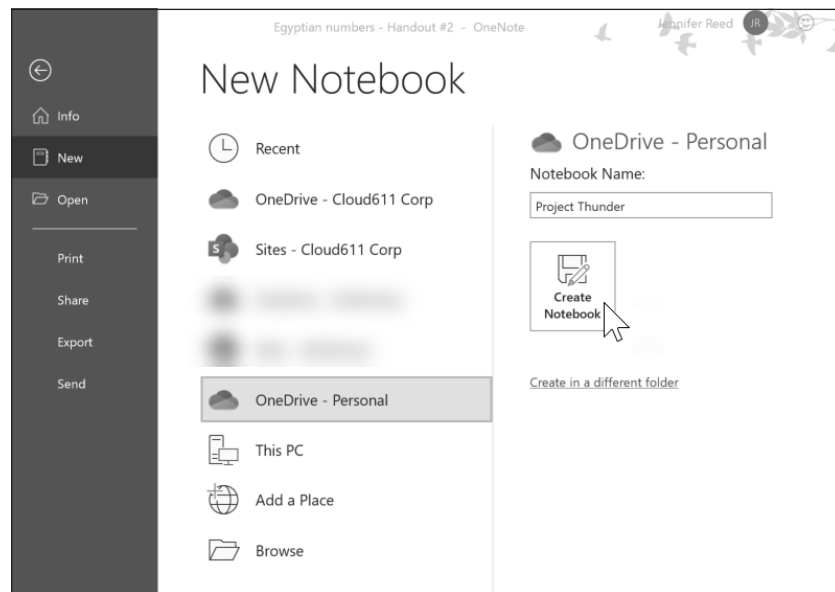 Egyptian numbers - Handout #2 - OneNote
Jennifer Reed
JR
Info
New
Open
Print
Share
Export
Send
New Notebook
Recent
OneDrive - Cloud611 Corp
S
Sites - Cloud611 Corp
OneDrive - Personal
This PC
Add a Place
Browse
OneDrive - Personal
Notebook Name:
Project Thunder
Create
Notebook
Create in a different folder